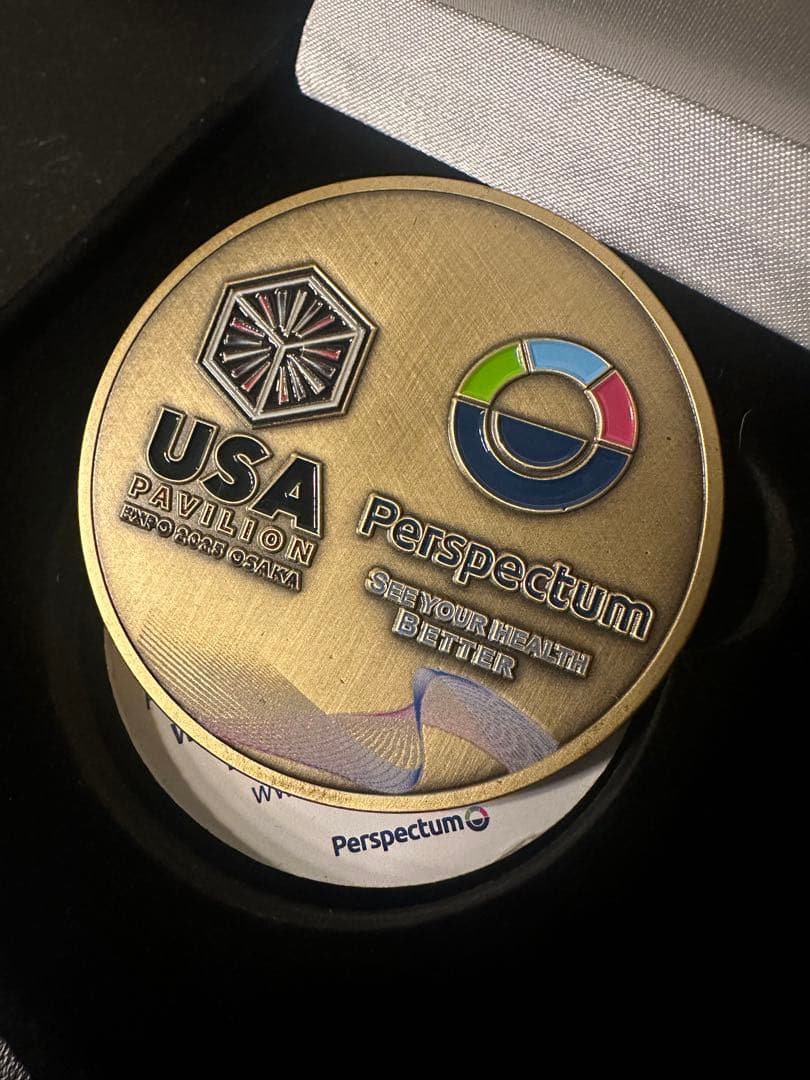 USA
PAVILION
EXPO 2025 OSAKA
Perspectum
SEE YOUR HEALTH
BETTER
Perspectum